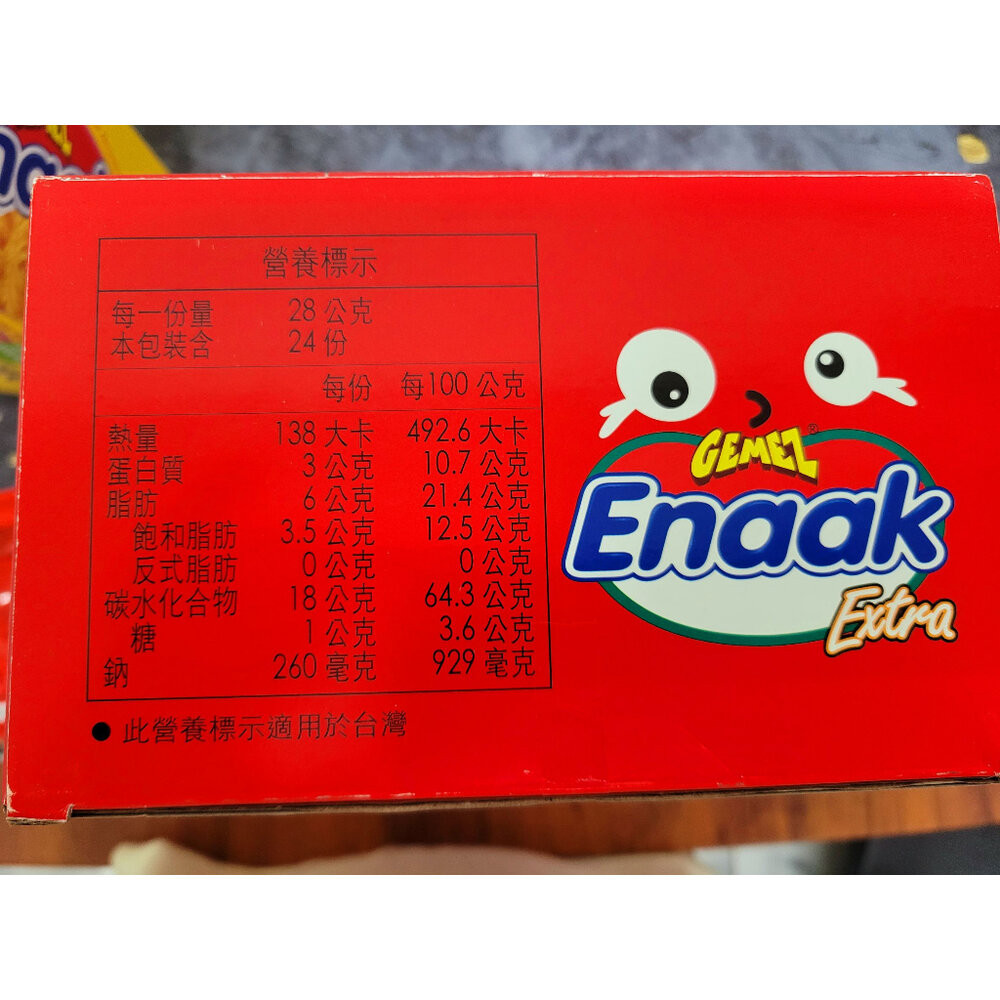 營養標示
每一份量 28 公克
本包裝含 24 份
每份 每100 公克
熱量 138 大卡 492.6 大卡
蛋白質 3 公克 10.7 公克
脂肪 6 公克 21.4 公克
飽和脂肪 3.5 公克 12.5 公克
反式脂肪 0 公克 0 公克
碳水化合物 18 公克 64.3 公克
糖 1 公克 3.6 公克
鈉 260 毫克 929 毫克
● 此營養標示適用於台灣
GEMEZ®
Enaak
Extra